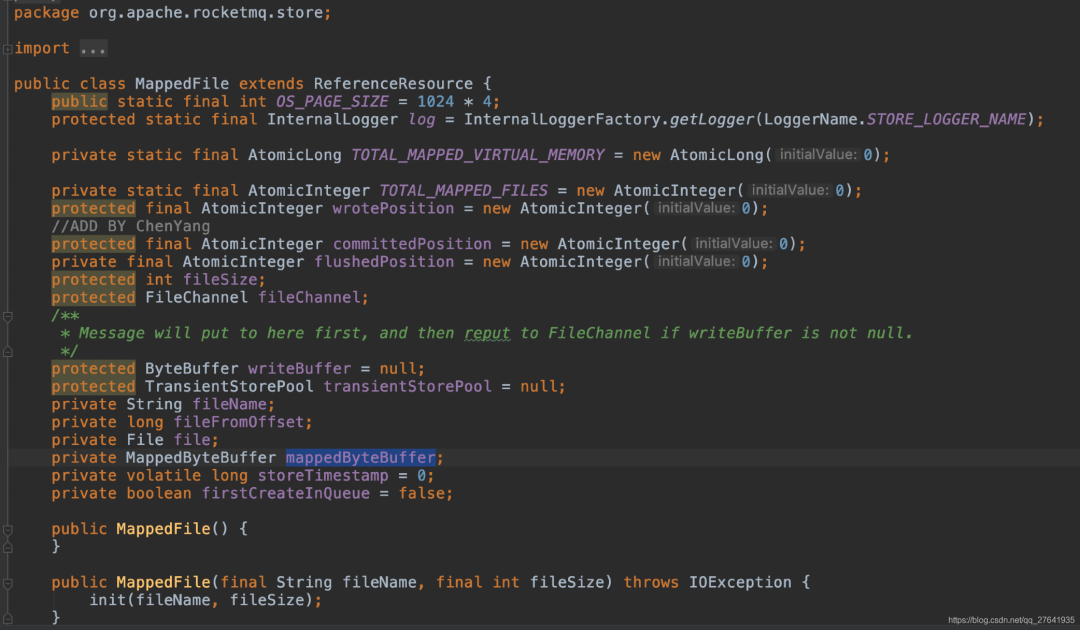 package org.apache.rocketmq.store;
import ...
public class MappedFile extends ReferenceResource {
public static final int OS_PAGE_SIZE = 1024 * 4;
protected static final InternalLogger log = InternalLoggerFactory.getLogger(LoggerName.STORE_LOGGER_NAME);
private static final AtomicLong TOTAL_MAPPED_VIRTUAL_MEMORY = new AtomicLong( initialValue: 0);
private static final AtomicInteger TOTAL_MAPPED_FILES = new AtomicInteger( initialValue: 0);
protected final AtomicInteger wrotePosition = new AtomicInteger( initialValue: 0);
//ADD BY ChenYang
protected final AtomicInteger committedPosition = new AtomicInteger( initialValue: 0);
private final AtomicInteger flushedPosition = new AtomicInteger( initialValue: 0);
protected int fileSize;
protected FileChannel fileChannel;
/**
* Message will put to here first, and then reput to FileChannel if writeBuffer is not null.
*/
protected ByteBuffer writeBuffer = null;
protected TransientStorePool transientStorePool = null;
private String fileName;
private long fileFromOffset;
private File file;
private MappedByteBuffer mappedByteBuffer;
private volatile long storeTimestamp = 0;
private boolean firstCreateInQueue = false;
public MappedFile() {
}
public MappedFile(final String fileName, final int fileSize) throws IOException {
init(fileName, fileSize);
}
https://blog.csdn.net/qq_27641935